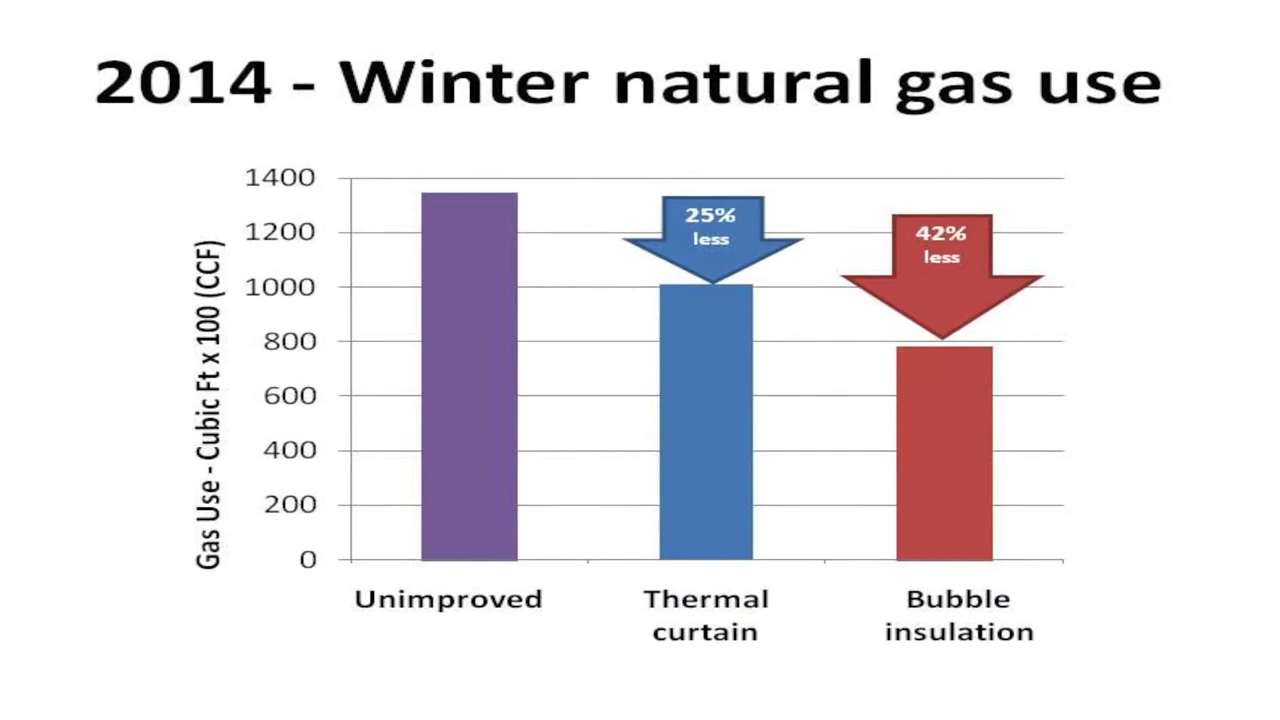 2014 - Winter natural gas use
Gas Use - Cubic Ft x 100 (CCF)
1400
1200
1000
800
600
400
200
0
25%
less
42%
less
Unimproved
Thermal
curtain
Bubble
insulation